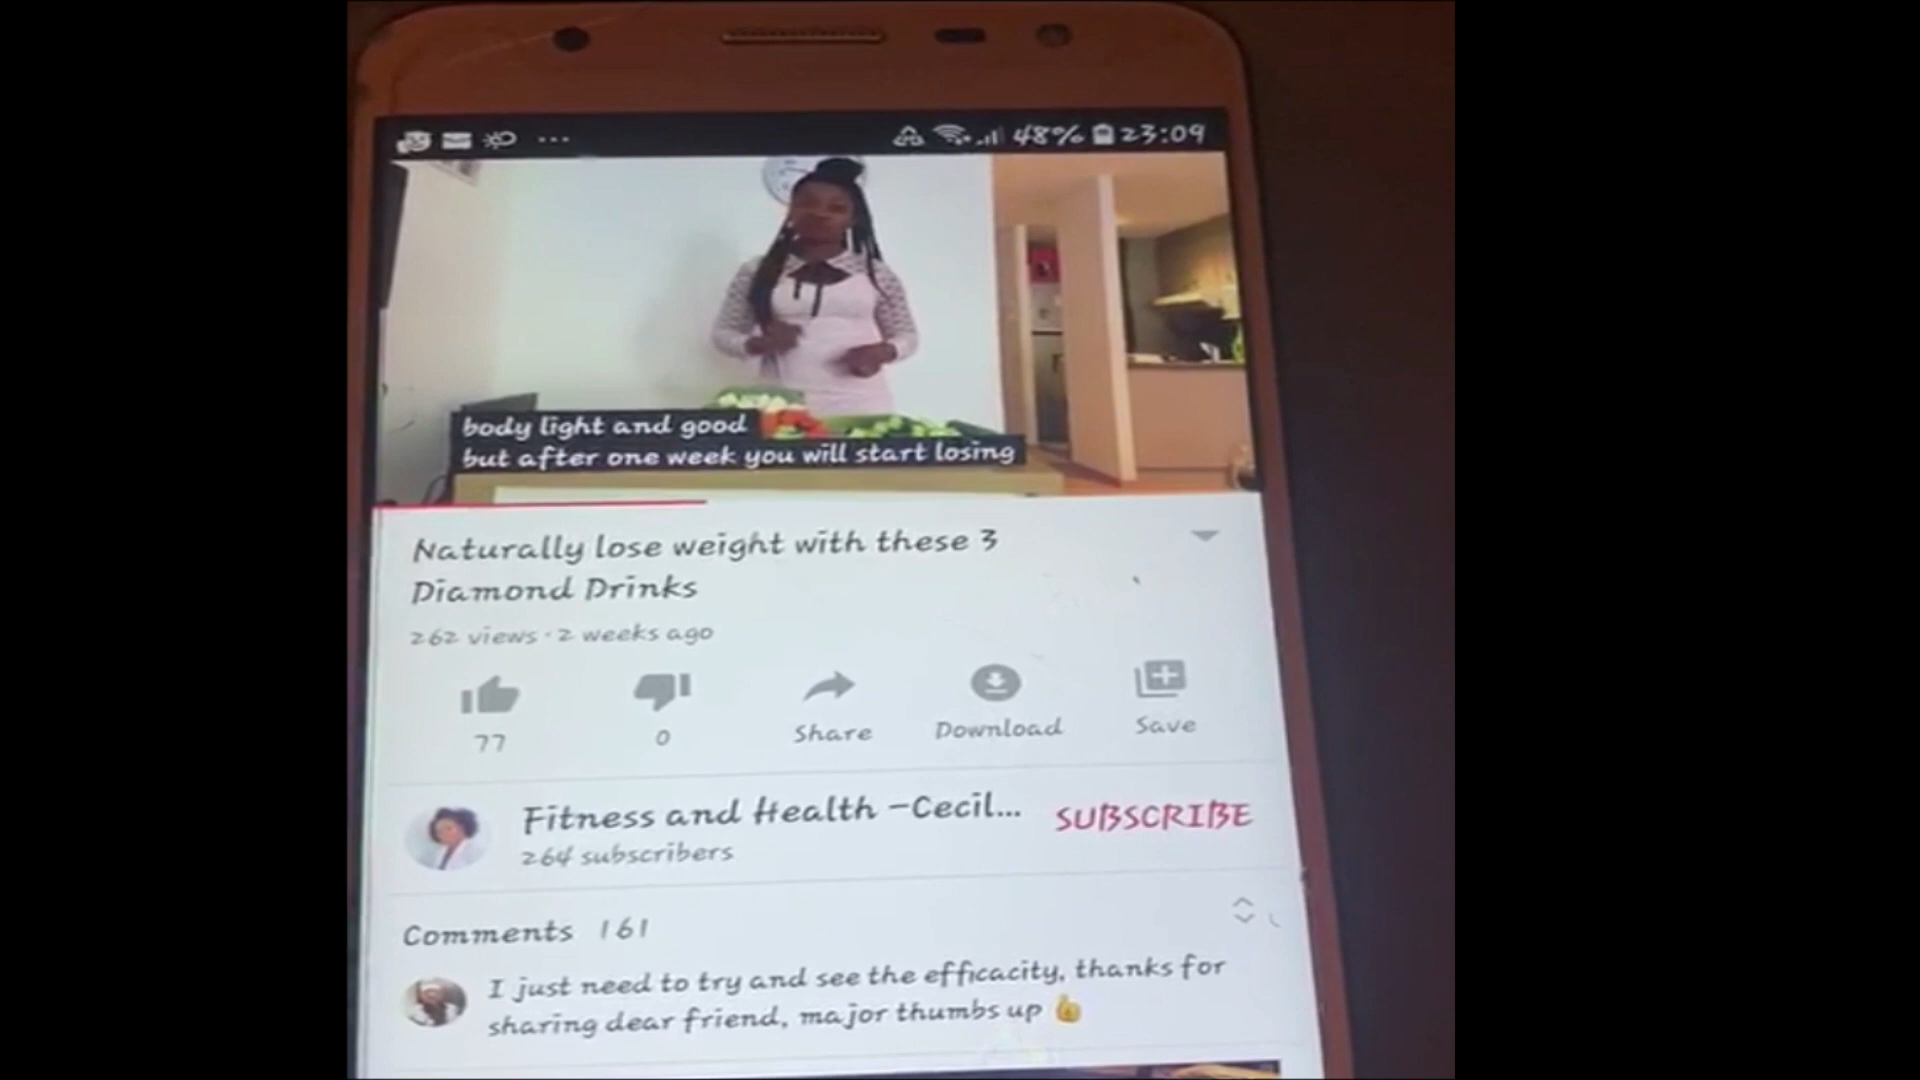 48% 23:09
body light and good
but after one week you will start losing
Naturally lose weight with these 3
Diamond Drinks
262 views · 2 weeks ago
77
0
Share
Download
Save
Fitness and Health –Cecil...
SUBSCRIBE
264 subscribers
Comments 161
I just need to try and see the efficacity, thanks for
sharing dear friend, major thumbs up 👍